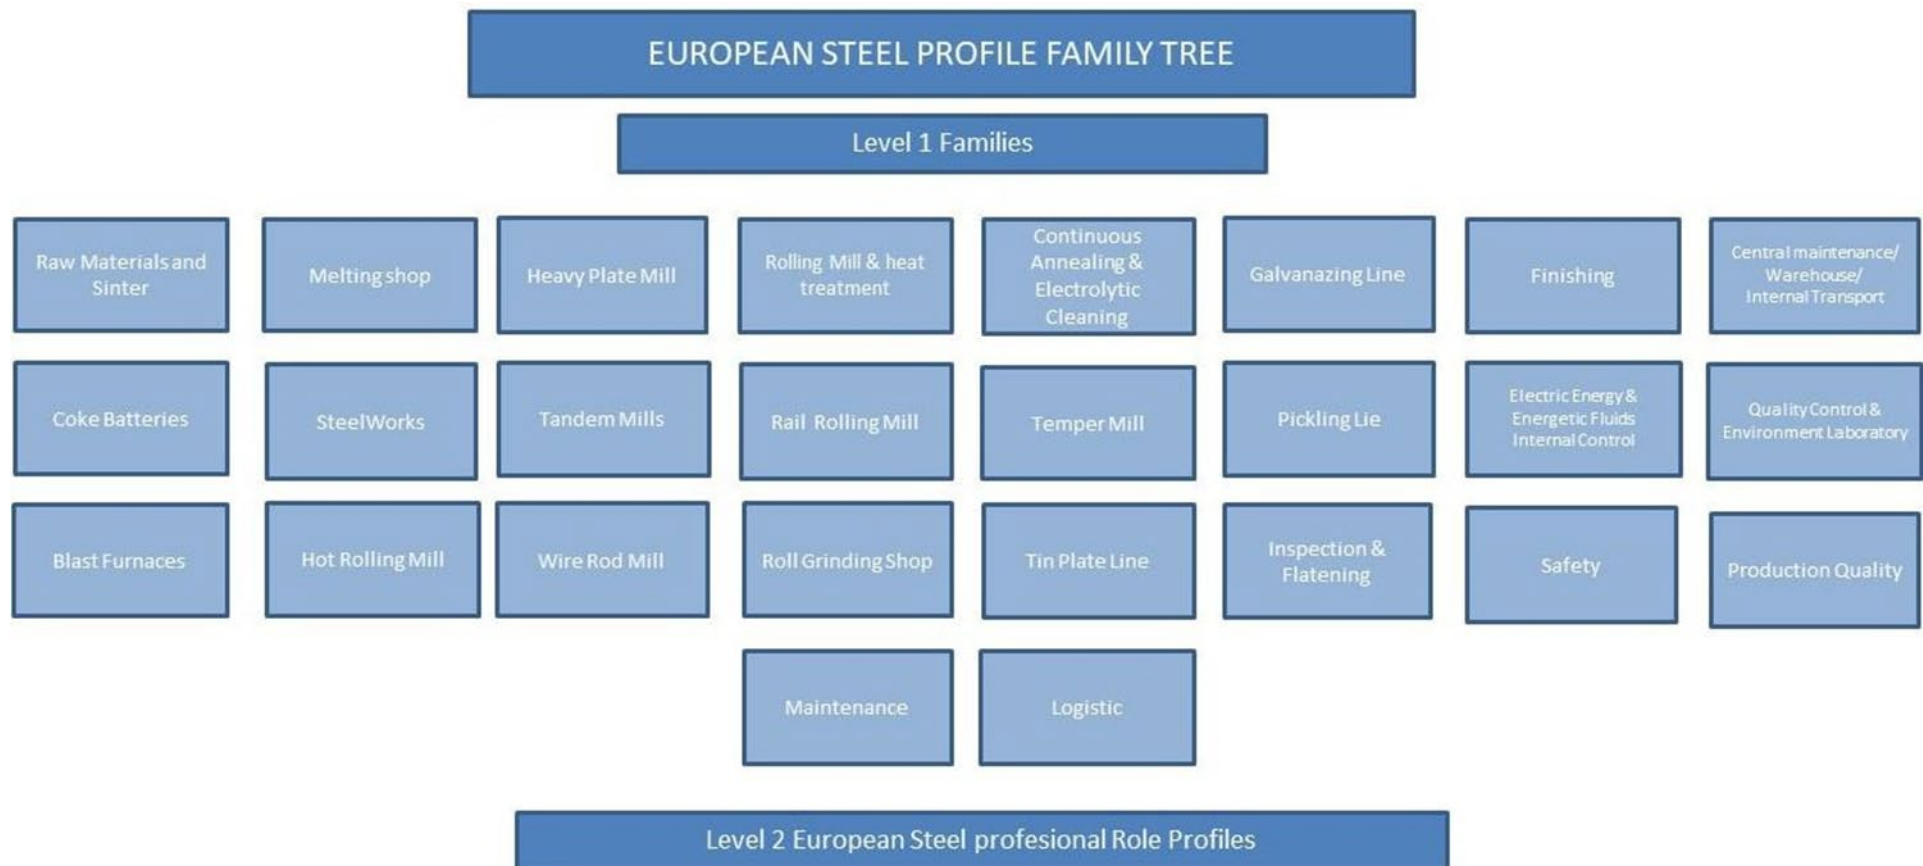 EUROPEAN STEEL PROFILE FAMILY TREE
Level 1 Families
Raw Materials and
Sinter
Melting shop
Heavy Plate Mill
Rolling Mill & heat
treatment
Continuous
Annealing &
Electrolytic
Cleaning
Galvanazing Line
Finishing
Central maintenance/
Warehouse/
Internal Transport
Coke Batteries
SteelWorks
Tandem Mills
Rail Rolling Mill
Temper Mill
Pickling Lie
Electric Energy &
Energetic Fluids
Internal Control
Quality Control &
Environment Laboratory
Blast Furnaces
Hot Rolling Mill
Wire Rod Mill
Roll Grinding Shop
Tin Plate Line
Inspection &
Flatening
Safety
Production Quality
Maintenance
Logistic
Level 2 European Steel profesional Role Profiles